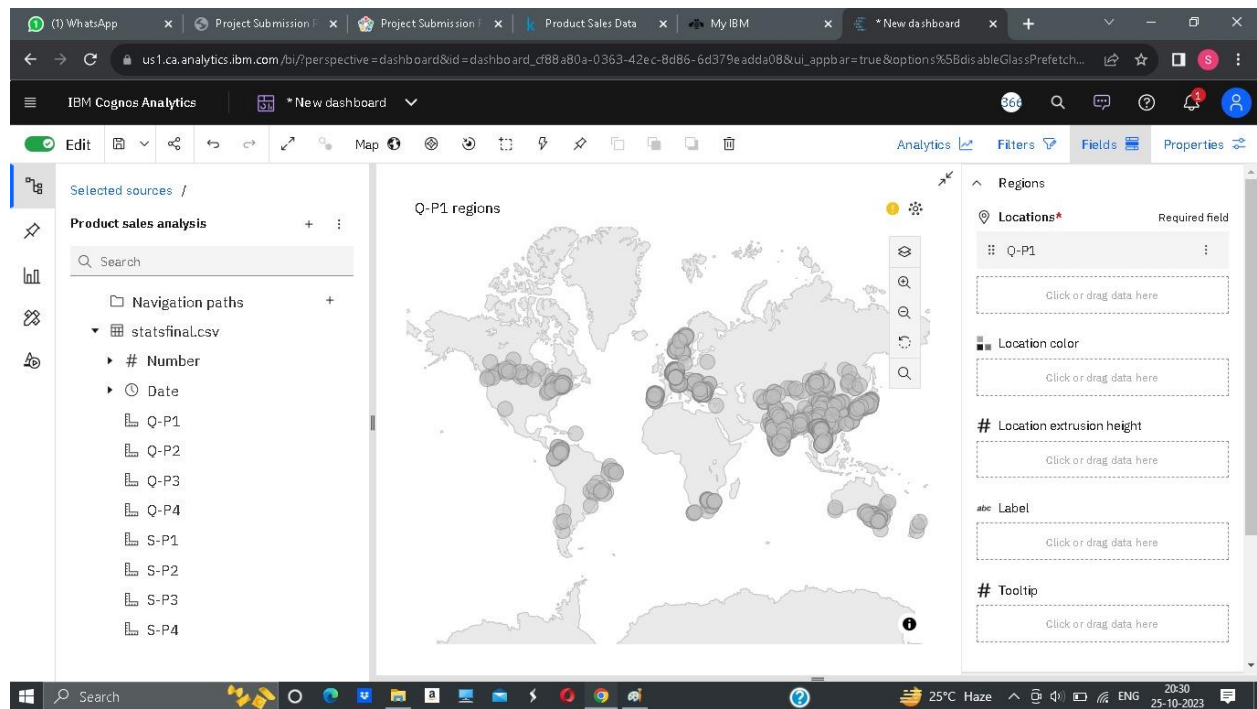 (1) WhatsApp
Project Submission F
Project Submission F
Product Sales Data
My IBM
* New dashboard
us1.ca.analytics.ibm.com/bi/?perspective=dashboard&id=dashboard_cf88a80a-0363-42ec-8d86-6d379eadda08&ui_appbar=true&options%5BdisableGlassPrefetch...
S
IBM Cognos Analytics
* New dashboard
366
1
Edit
Map
Analytics
Filters
Fields
Properties
Selected sources /
Product sales analysis
Search
Navigation paths
statsfinal.csv
# Number
Date
Q-P1
Q-P2
Q-P3
Q-P4
S-P1
S-P2
S-P3
S-P4
Q-P1 regions
Regions
Locations* Required field
Q-P1
Click or drag data here
Location color
Click or drag data here
# Location extrusion height
Click or drag data here
abc Label
Click or drag data here
# Tooltip
Click or drag data here
Search
25°C Haze
ENG
20:30
25-10-2023